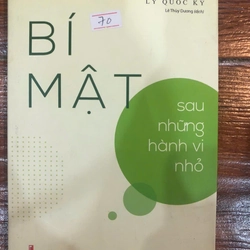 LÝ QUỐC KỲ
Lê Thùy Dương (dịch)
BÍ
70
MẬT
sau
những
hành vi
nhỏ